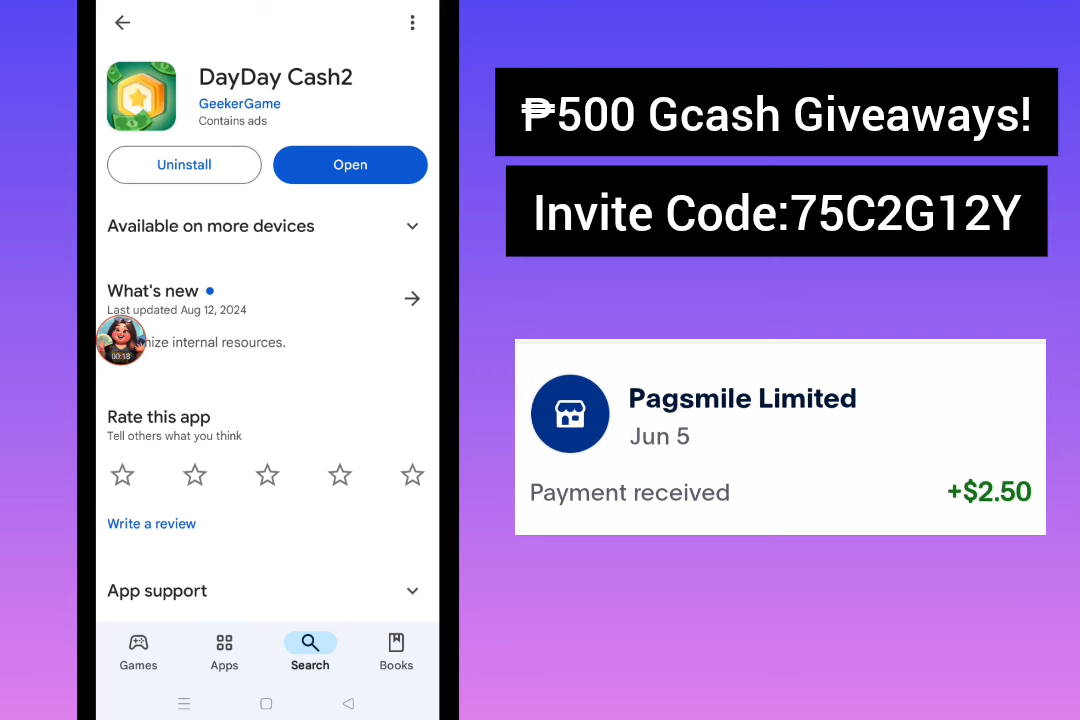 DayDay Cash2
GeekerGame
Contains ads
Uninstall
Open
Available on more devices
What's new
Last updated Aug 12, 2024
nize internal resources.
00:18
Rate this app
Tell others what you think
Write a review
App support
Games
Apps
Search
Books
₱500 Gcash Giveaways!
Invite Code:75C2G12Y
Pagsmile Limited
Jun 5
Payment received
+$2.50